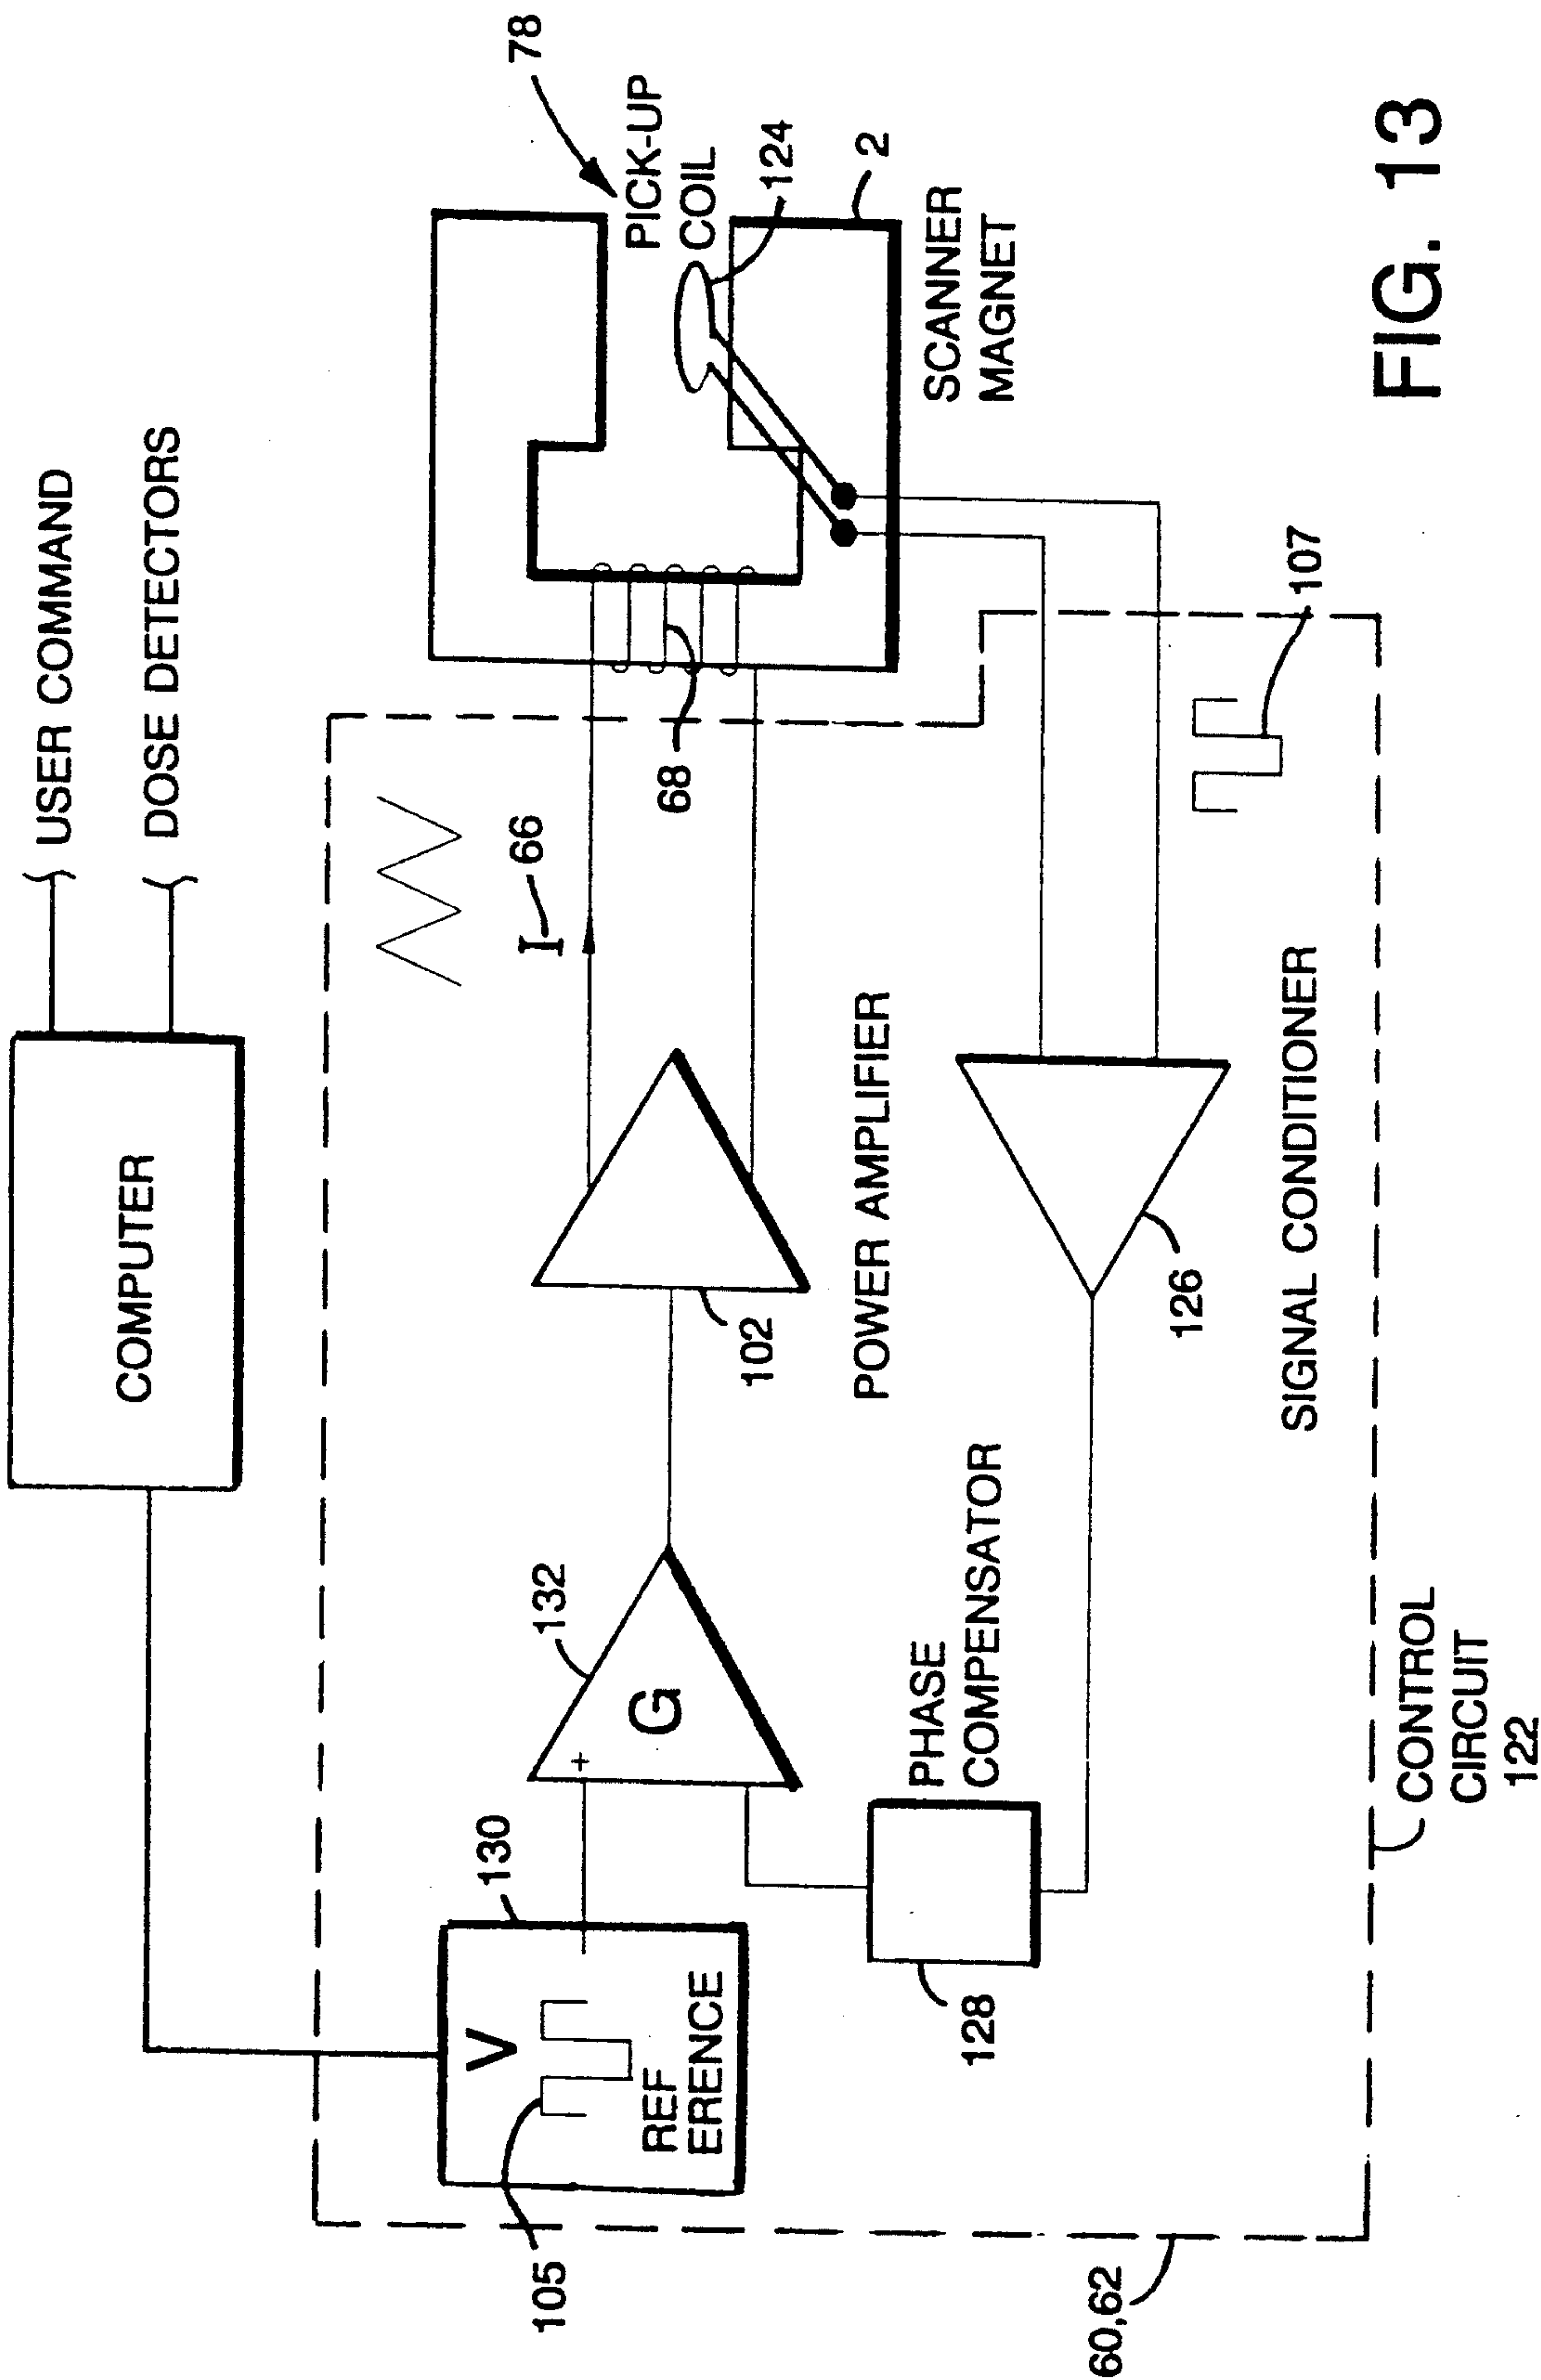 USER COMMAND
DOSE DETECTORS
COMPUTER
78
PICK-UP
COIL
124
2
SCANNER
MAGNET
I
66
68
107
102
POWER AMPLIFIER
126
SIGNAL CONDITIONER
132
G
+
130
V
REF
ERENCE
105
PHASE
COMPENSATOR
128
CONTROL
CIRCUIT
122
60,62
FIG. 13